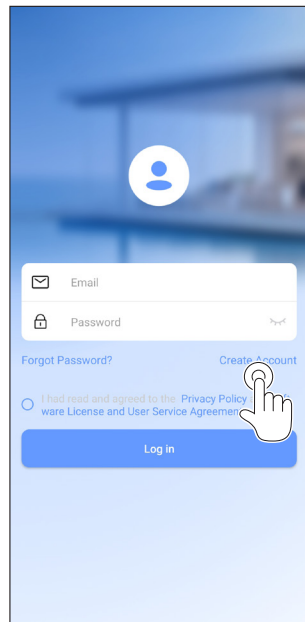 Email
Password
Forgot Password? Create Account
I had read and agreed to the Privacy Policy
ware License and User Service Agreement
Log in